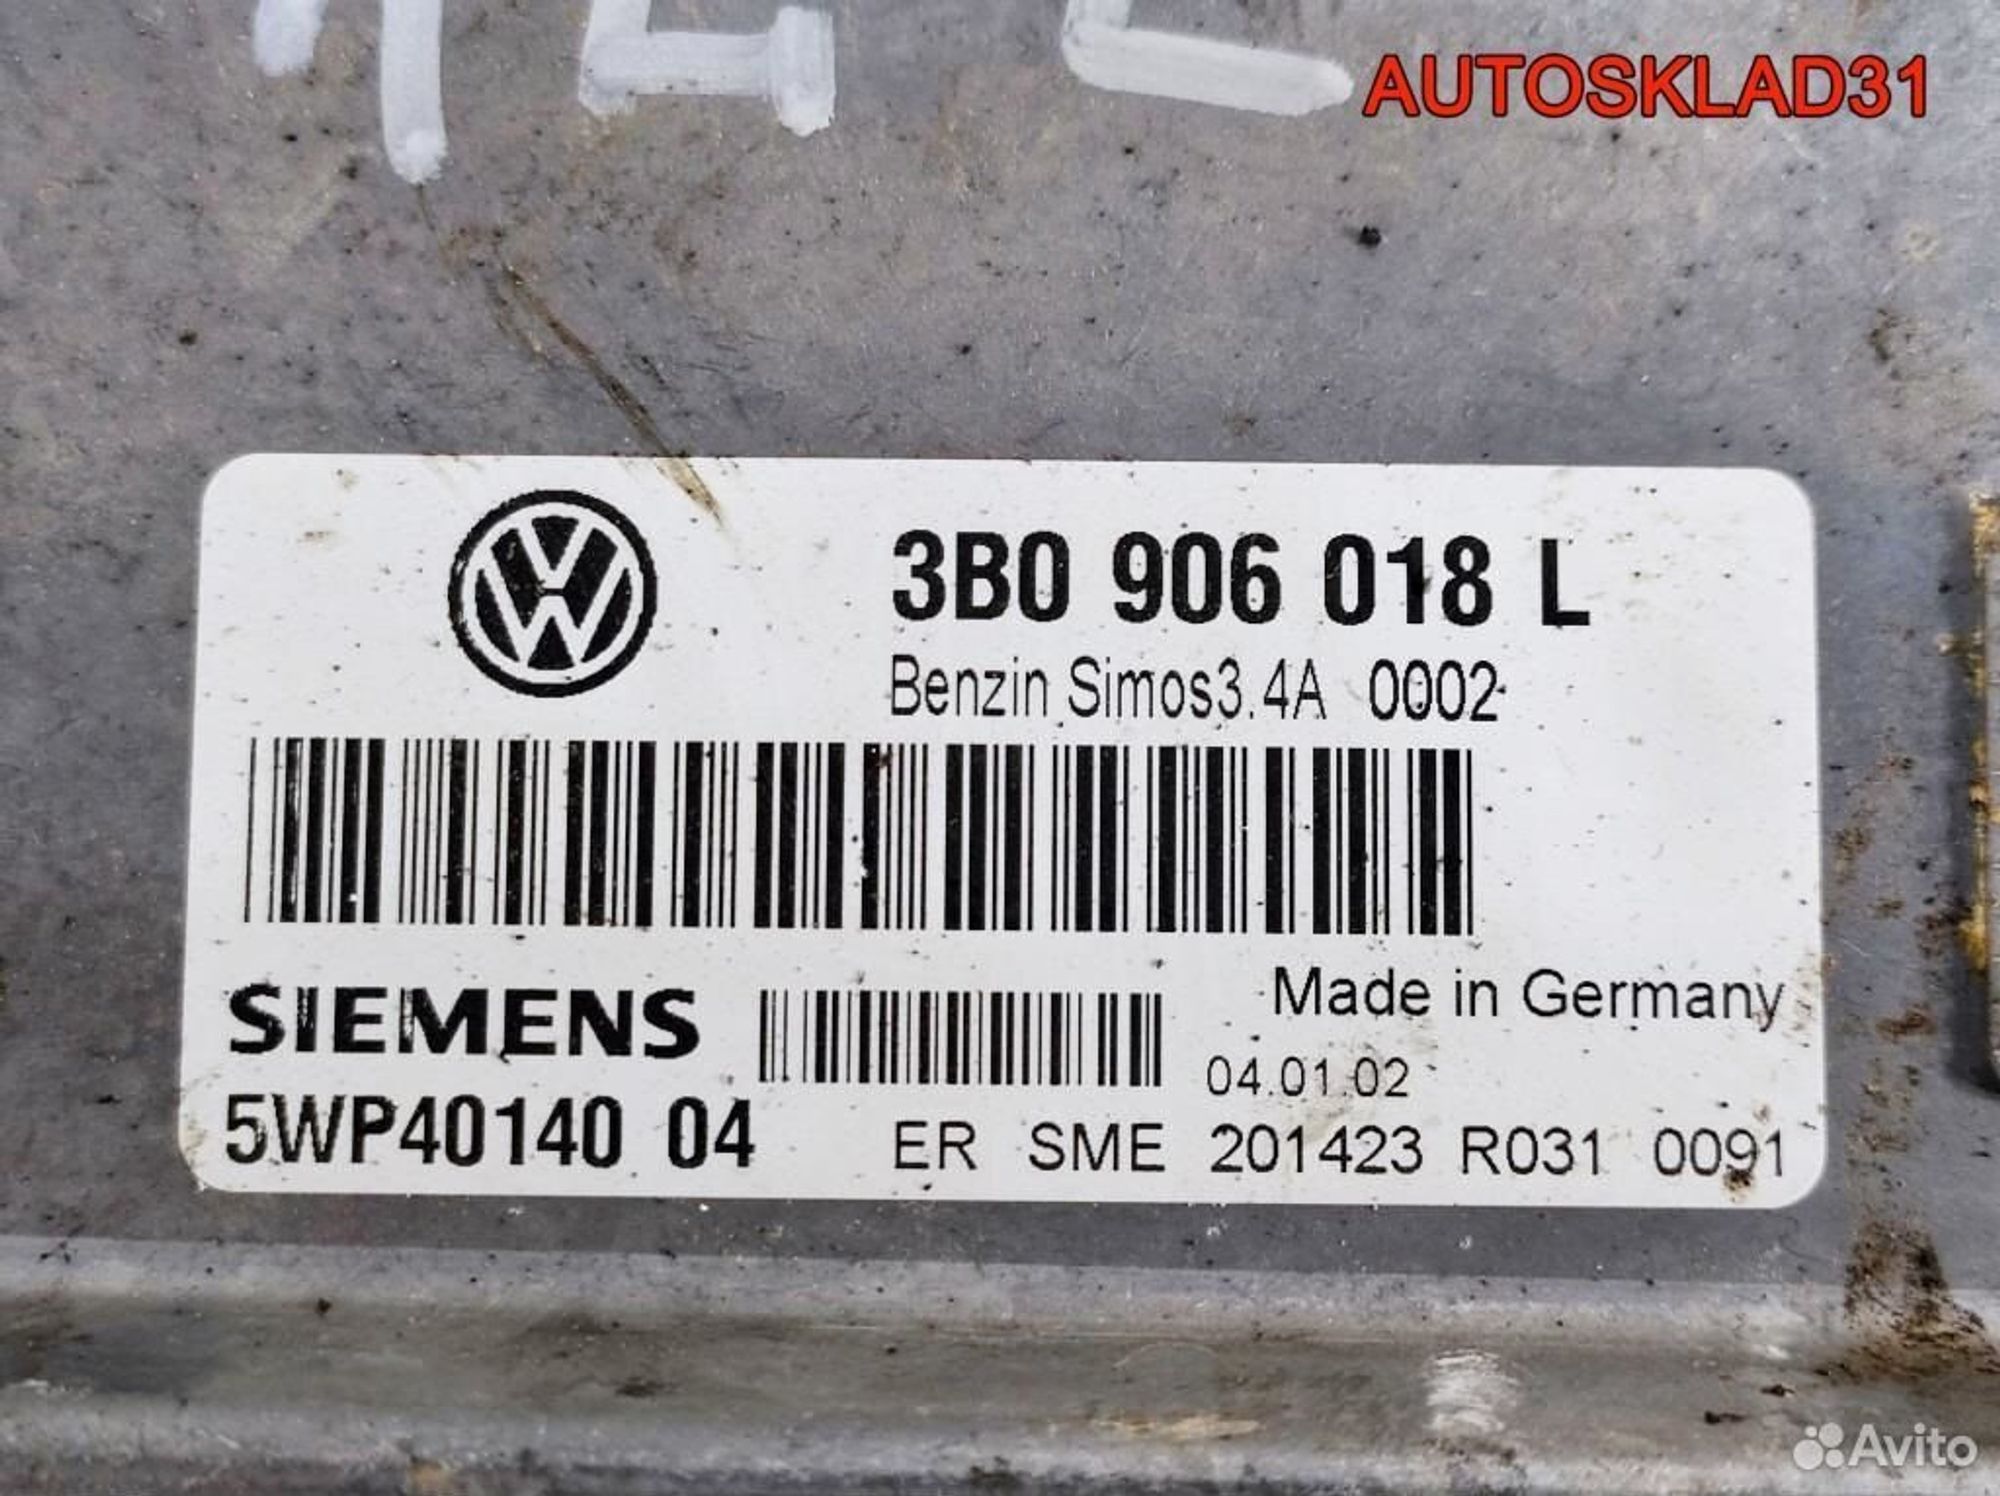 AUTOSKLAD31
3B0 906 018 L
Benzin Simos3.4A 0002
SIEMENS
Made in Germany
04.01.02
5WP40140 04
ER SME 201423 R031 0091
Avito